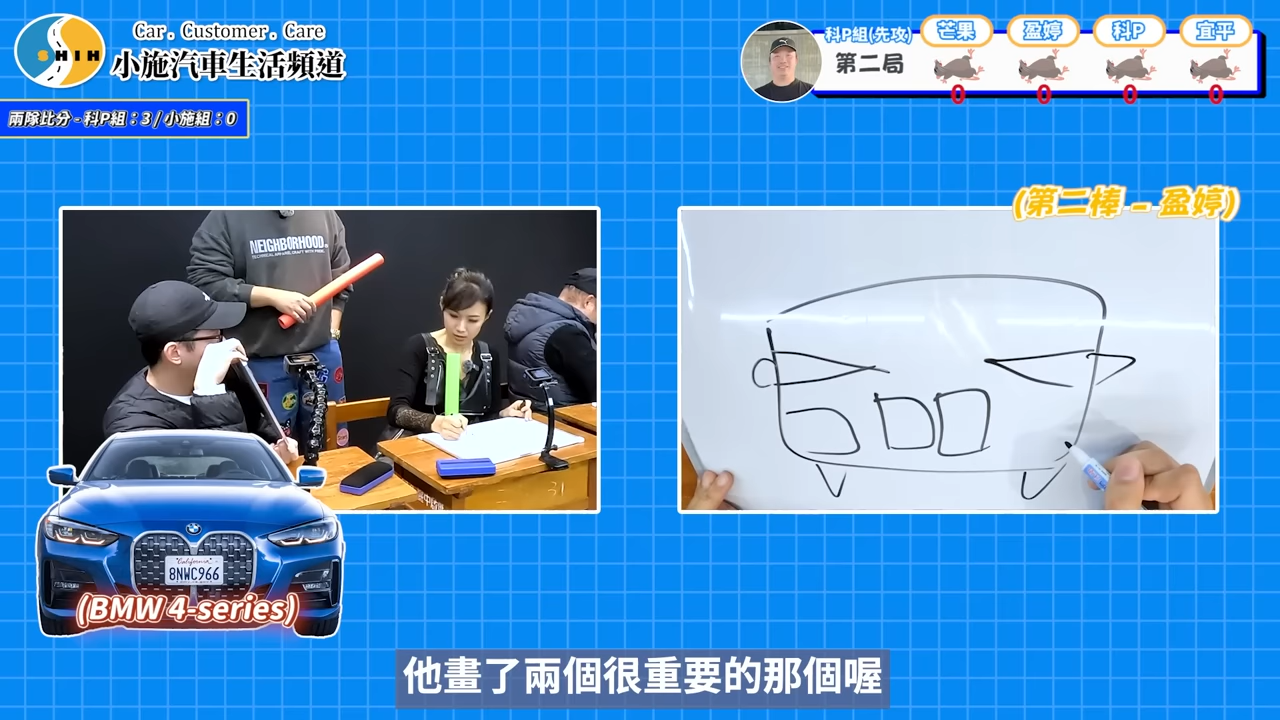 SHIH
Car. Customer. Care
小施汽車生活頻道
兩隊比分 - 科P組：3 / 小施組：0
科P組(先攻)
第二局
芒果
盈婷
科P
宜平
0
0
0
0
(第二棒 - 盈婷)
NEIGHBORHOOD
California
8NWC966
(BMW 4-series)
他畫了兩個很重要的那個喔